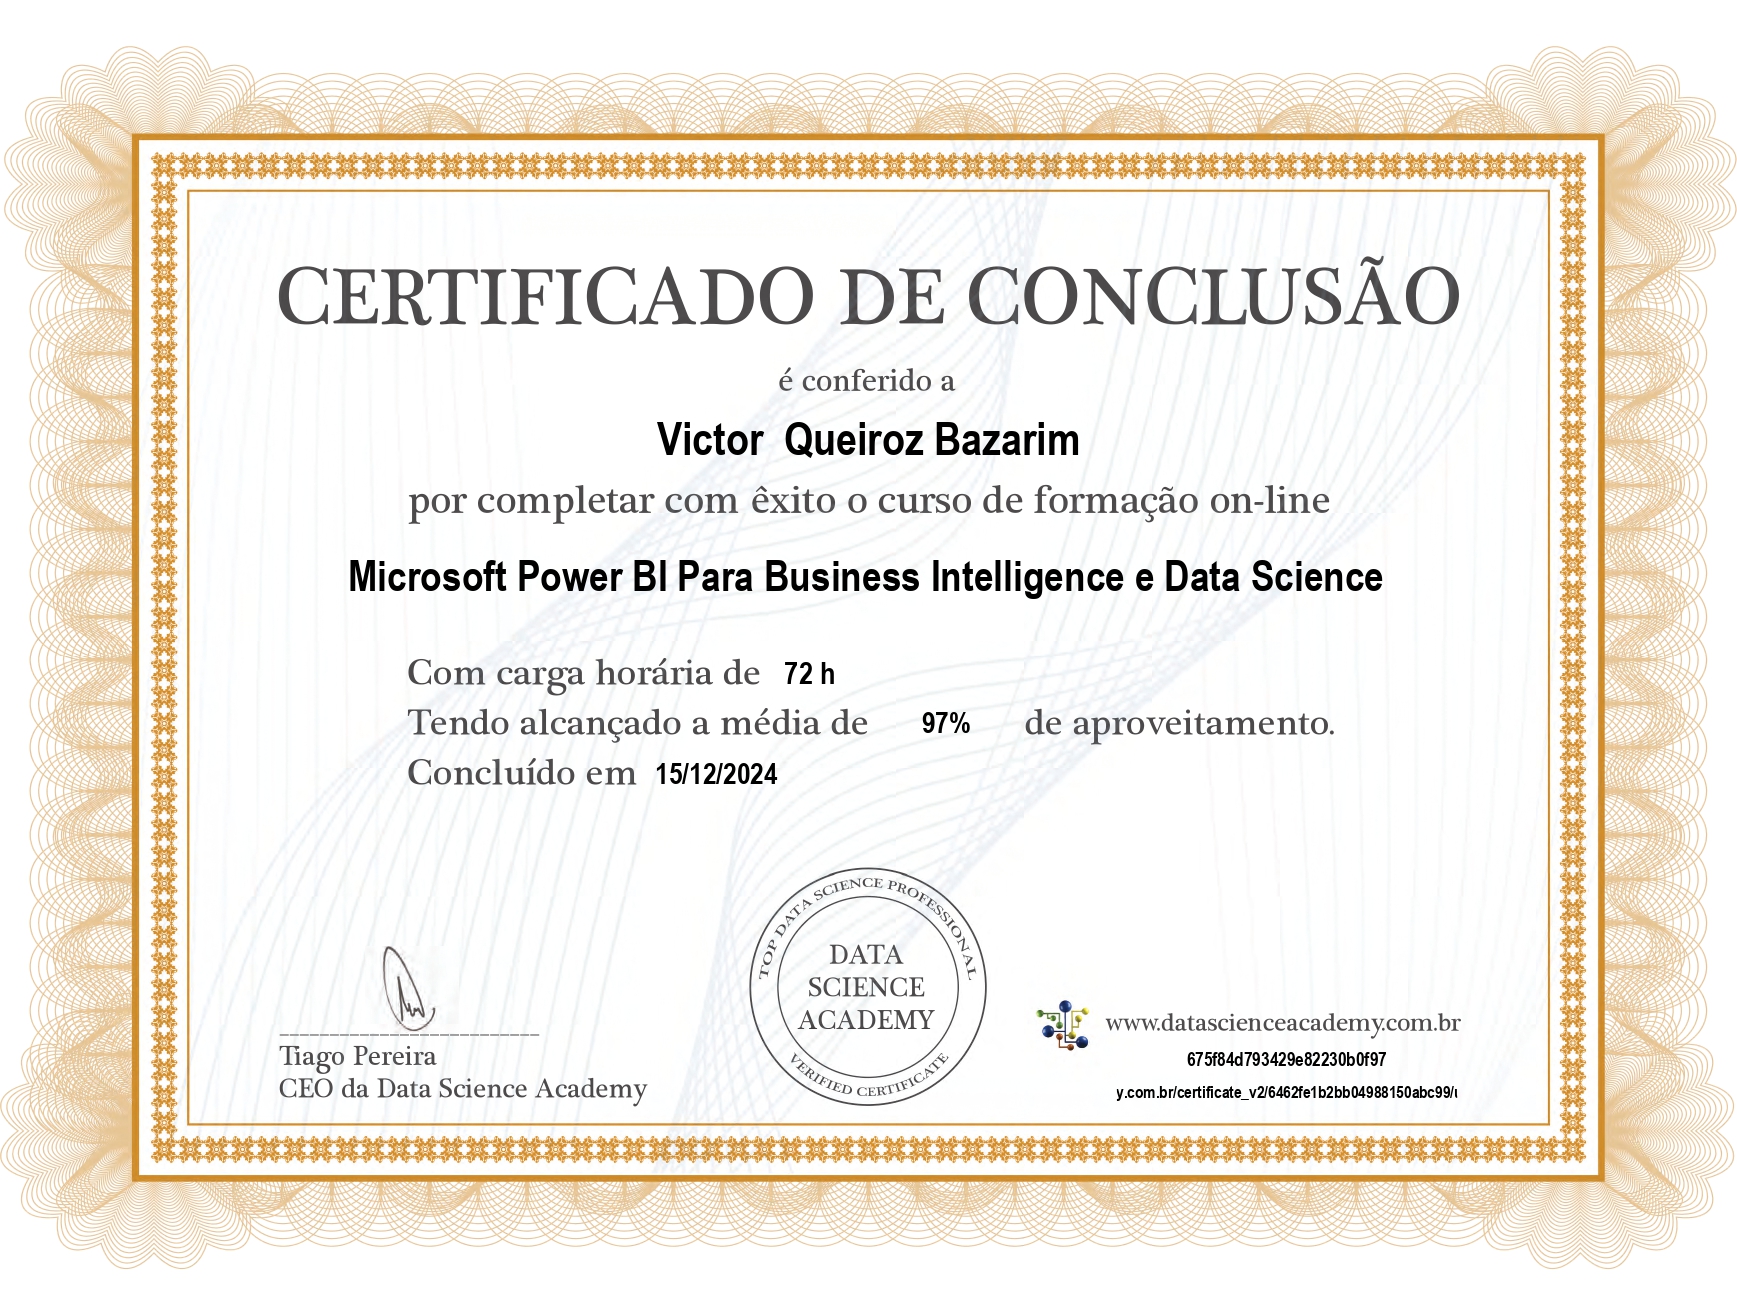 CERTIFICADO DE CONCLUSÃO
é conferido a
Victor  Queiroz Bazarim
por completar com êxito o curso de formação on-line
Microsoft Power BI Para Business Intelligence e Data Science
Com carga horária de 72 h
Tendo alcançado a média de 97% de aproveitamento.
Concluído em 15/12/2024
TOP DATA SCIENCE PROFESSIONAL
DATA
SCIENCE
ACADEMY
VERIFIED CERTIFICATE
Tiago Pereira
CEO da Data Science Academy
www.datascienceacademy.com.br
675f84d793429e82230b0f97
y.com.br/certificate_v2/6462fe1b2bb04988150abc99/